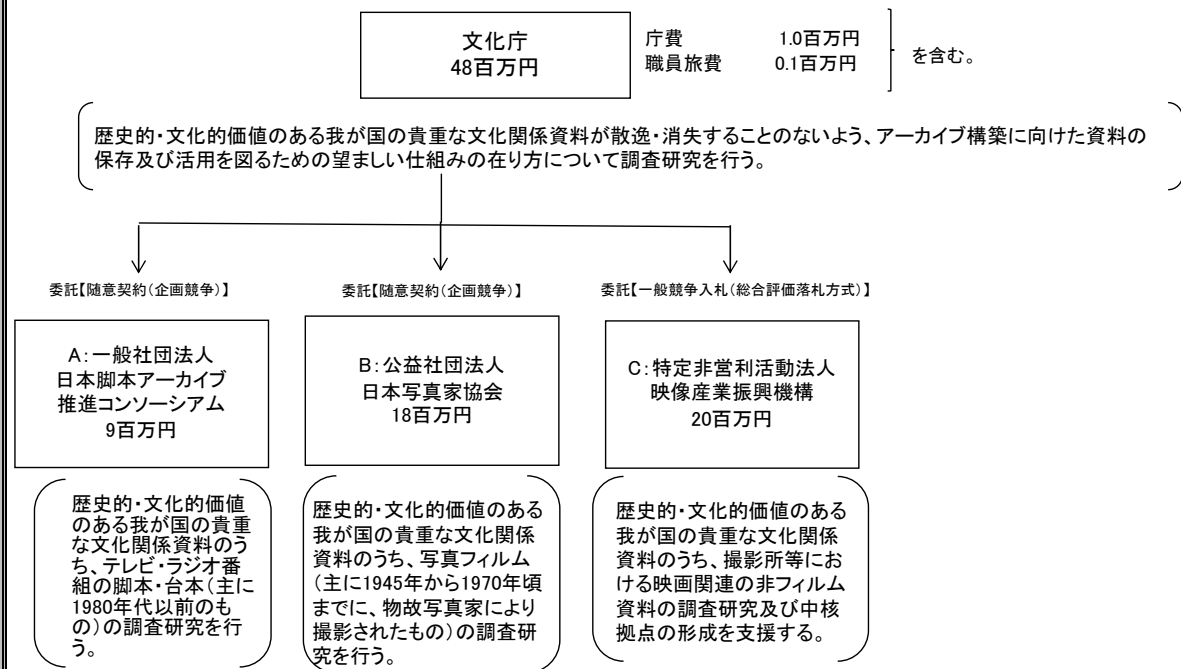 文化庁
48百万円
庁費 1.0百万円
職員旅費 0.1百万円
を含む。
歴史的・文化的価値のある我が国の貴重な文化関係資料が散逸・消失することのないよう、アーカイブ構築に向けた資料の
保存及び活用を図るための望ましい仕組みの在り方について調査研究を行う。
委託【随意契約(企画競争)】
A:一般社団法人
日本脚本アーカイブ
推進コンソーシアム
9百万円
歴史的・文化的価値
のある我が国の貴重
な文化関係資料のう
ち、テレビ・ラジオ番
組の脚本・台本(主に
1980年代以前のも
の)の調査研究を行
う。
委託【随意契約(企画競争)】
B:公益社団法人
日本写真家協会
18百万円
歴史的・文化的価値のある
我が国の貴重な文化関係
資料のうち、写真フィルム
(主に1945年から1970年頃
までに、物故写真家により
撮影されたもの)の調査研
究を行う。
委託【一般競争入札(総合評価落札方式)】
C:特定非営利活動法人
映像産業振興機構
20百万円
歴史的・文化的価値のある
我が国の貴重な文化関係
資料のうち、撮影所等にお
ける映画関連の非フィルム
資料の調査研究及び中核
拠点の形成を支援する。